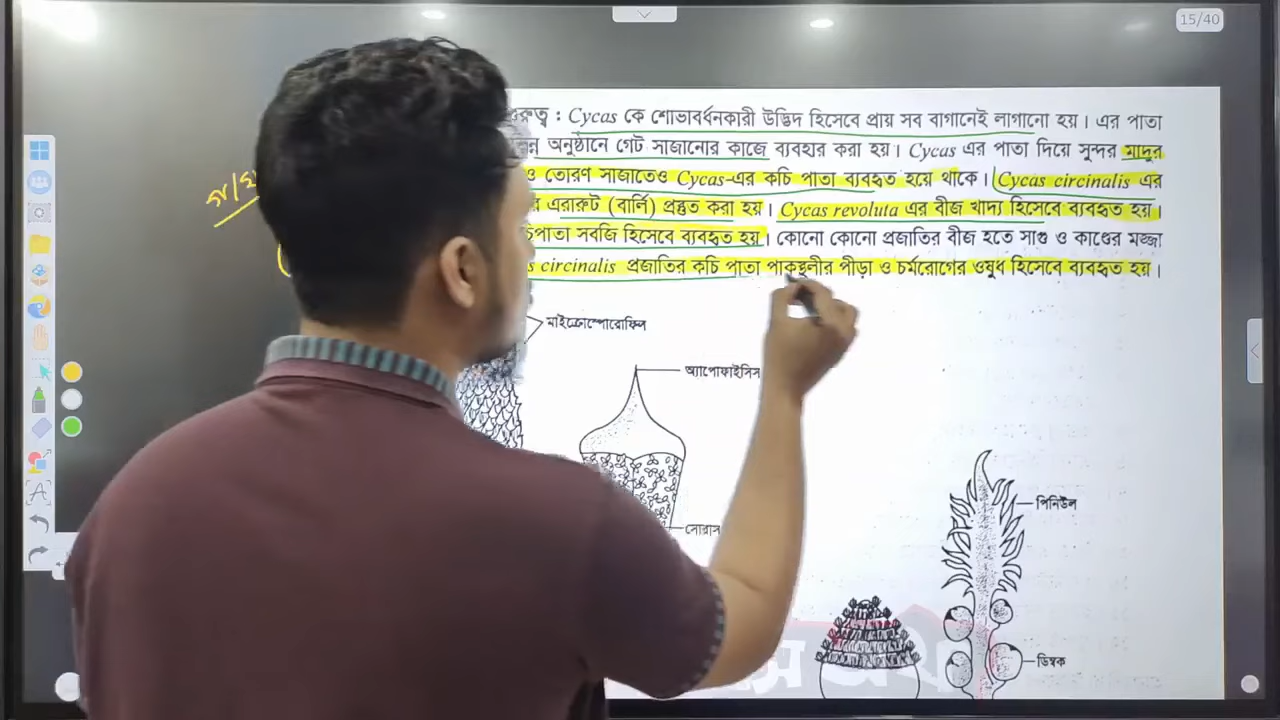 15/40
: Cycas কে শোভাবর্ধনকারী উদ্ভিদ হিসেবে প্রায় সব বাগানেই লাগানো হয়। এর পাতা
অনুষ্ঠানে গেট সাজানোর কাজে ব্যবহার করা হয়। Cycas এর পাতা দিয়ে সুন্দর মাদুর
ও তোরণ সাজাতেও Cycas-এর কচি পাতা ব্যবহৃত হয়ে থাকে। Cycas circinalis এর
এরারুট (বার্লি) প্রস্তুত করা হয়। Cycas revoluta এর বীজ খাদ্য হিসেবে ব্যবহৃত হয়।
সবজি হিসেবে ব্যবহৃত হয়। কোনো কোনো প্রজাতির বীজ হতে সাগু ও কাণ্ডের মজ্জা
circinalis প্রজাতির কচি পাতা পাকস্থলীর পীড়া ও চর্মরোগের ওষুধ হিসেবে ব্যবহৃত হয়।
মাইক্রোস্পোরোফিল
অ্যাপোফাইসিস
সোরাস
পিনিউল
ডিম্বক